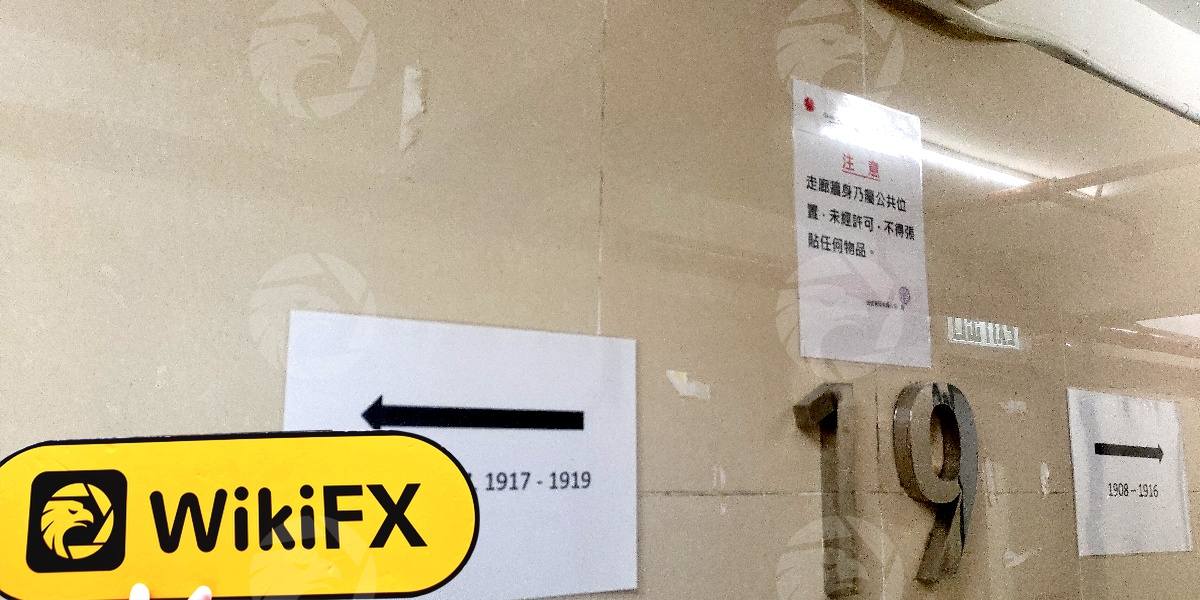 注 意
走廊牆身乃屬公共位
置，未經許可，不得張
貼任何物品。
1917 - 1919
19
1908 – 1916
WikiFX